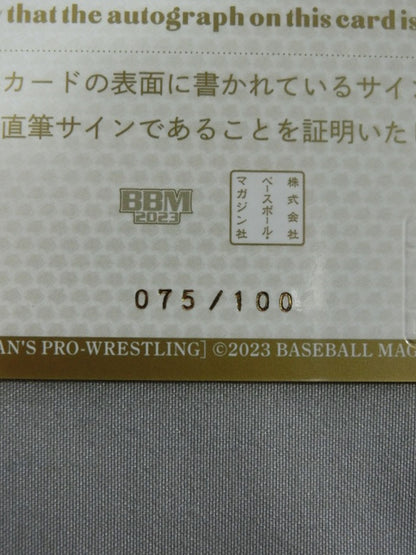 that the autograph on this card is
カードの表面に書かれているサイン
直筆サインであることを証明いた
BBM
2023
株式会社
ベースボール・
マガジン社
075/100
AN'S PRO-WRESTLING] ©2023 BASEBALL MAG